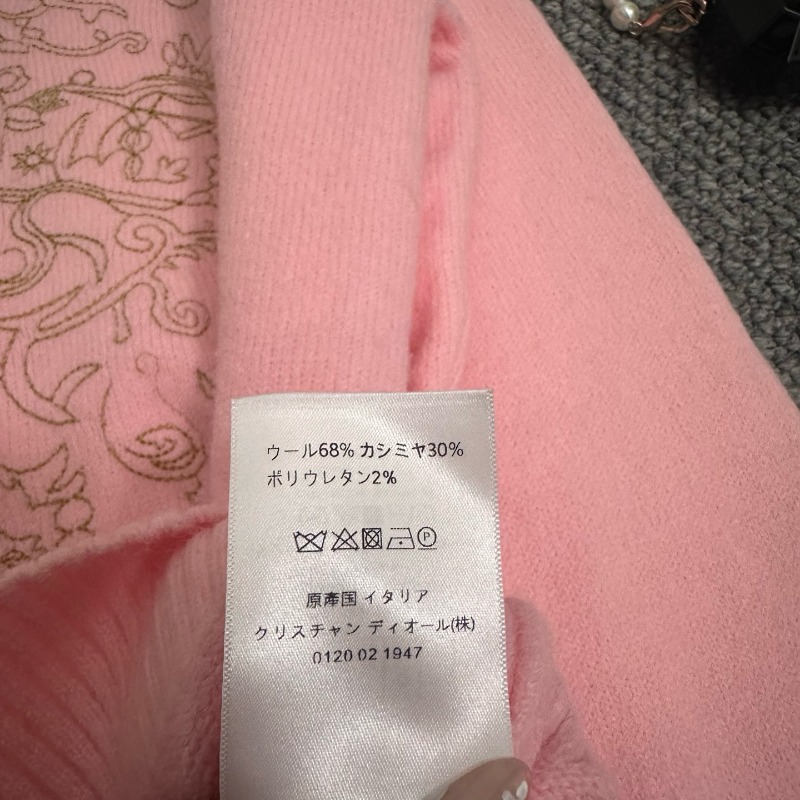 ウール68% カシミヤ30%
ポリウレタン2%
P
原產国 イタリア
クリスチャン ディオール(株)
0120 02 1947